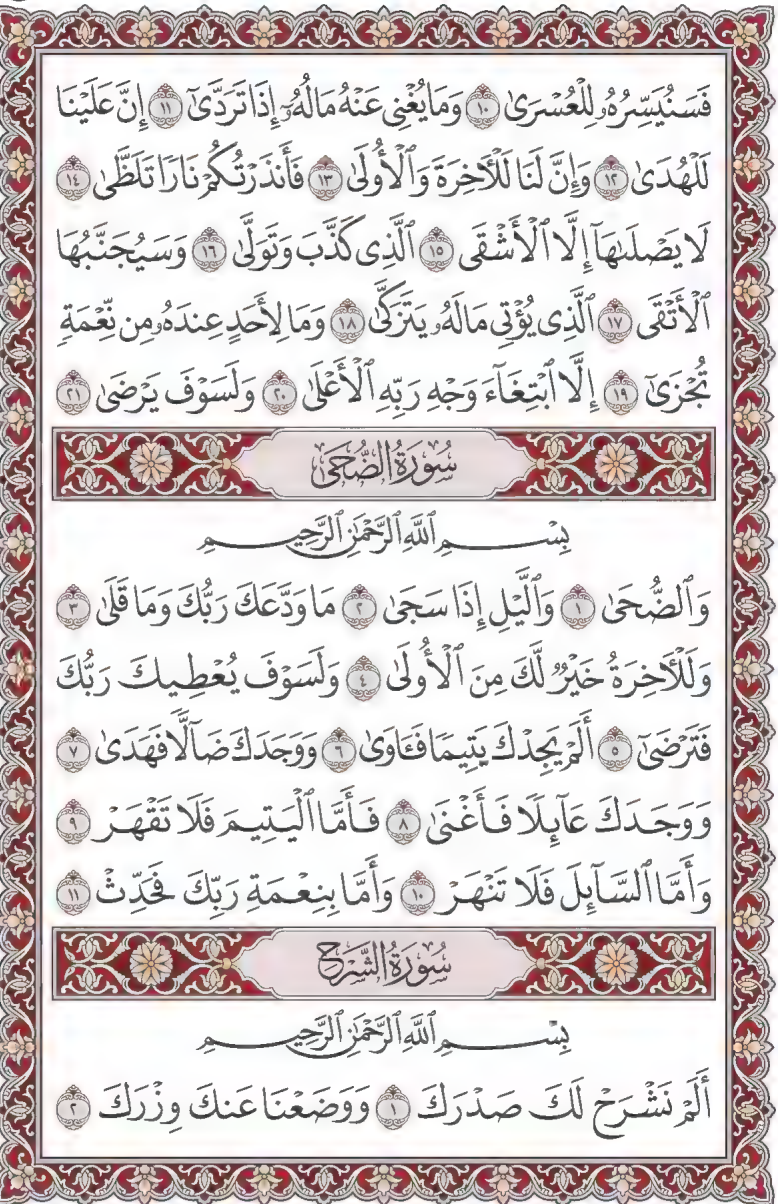 فَسَنُيَسِّرُهُۥ لِلْعُسْرَىٰ ١٠ وَمَا يُغْنِى عَنْهُ مَالُهُۥٓ إِذَا تَرَدَّىٰٓ ١١ إِنَّ عَلَيْنَا
لَلْهُدَىٰ ١٢ وَإِنَّ لَنَا لَلْءَاخِرَةَ وَٱلْأُولَىٰ ١٣ فَأَنذَرْتُكُمْ نَارًا تَلَظَّىٰ ١٤
لَا يَصْلَىٰهَآ إِلَّا ٱلْأَشْقَى ١٥ ٱلَّذِى كَذَّبَ وَتَوَلَّىٰ ١٦ وَسَيُجَنَّبُهَا
ٱلْأَتْقَى ١٧ ٱلَّذِى يُؤْتِى مَالَهُۥ يَتَزَكَّىٰ ١٨ وَمَا لِأَحَدٍ عِندَهُۥ مِن نِّعْمَةٍ
تُجْزَىٰٓ ١٩ إِلَّا ٱبْتِغَآءَ وَجْهِ رَبِّهِ ٱلْأَعْلَىٰ ٢٠ وَلَسَوْفَ يَرْضَىٰ ٢١
سُورَةُ الضُّحَىٰ
بِسْمِ ٱللَّهِ ٱلرَّحْمَٰنِ ٱلرَّحِيمِ
وَٱلضُّحَىٰ ١ وَٱلَّيْلِ إِذَا سَجَىٰ ٢ مَا وَدَّعَكَ رَبُّكَ وَمَا قَلَىٰ ٣
وَلَلْءَاخِرَةُ خَيْرٌ لَّكَ مِنَ ٱلْأُولَىٰ ٤ وَلَسَوْفَ يُعْطِيكَ رَبُّكَ
فَتَرْضَىٰٓ ٥ أَلَمْ يَجِدْكَ يَتِيمًا فَـَٔاوَىٰ ٦ وَوَجَدَكَ ضَآلًّا فَهَدَىٰ ٧
وَوَجَدَكَ عَآئِلًا فَأَغْنَىٰ ٨ فَأَمَّا ٱلْيَتِيمَ فَلَا تَقْهَرْ ٩
وَأَمَّا ٱلسَّآئِلَ فَلَا تَنْهَرْ ١٠ وَأَمَّا بِنِعْمَةِ رَبِّكَ فَحَدِّثْ ١١
سُورَةُ الشَّرْحِ
بِسْمِ ٱللَّهِ ٱلرَّحْمَٰنِ ٱلرَّحِيمِ
أَلَمْ نَشْرَحْ لَكَ صَدْرَكَ ١ وَوَضَعْنَا عَنكَ وِزْرَكَ ٢